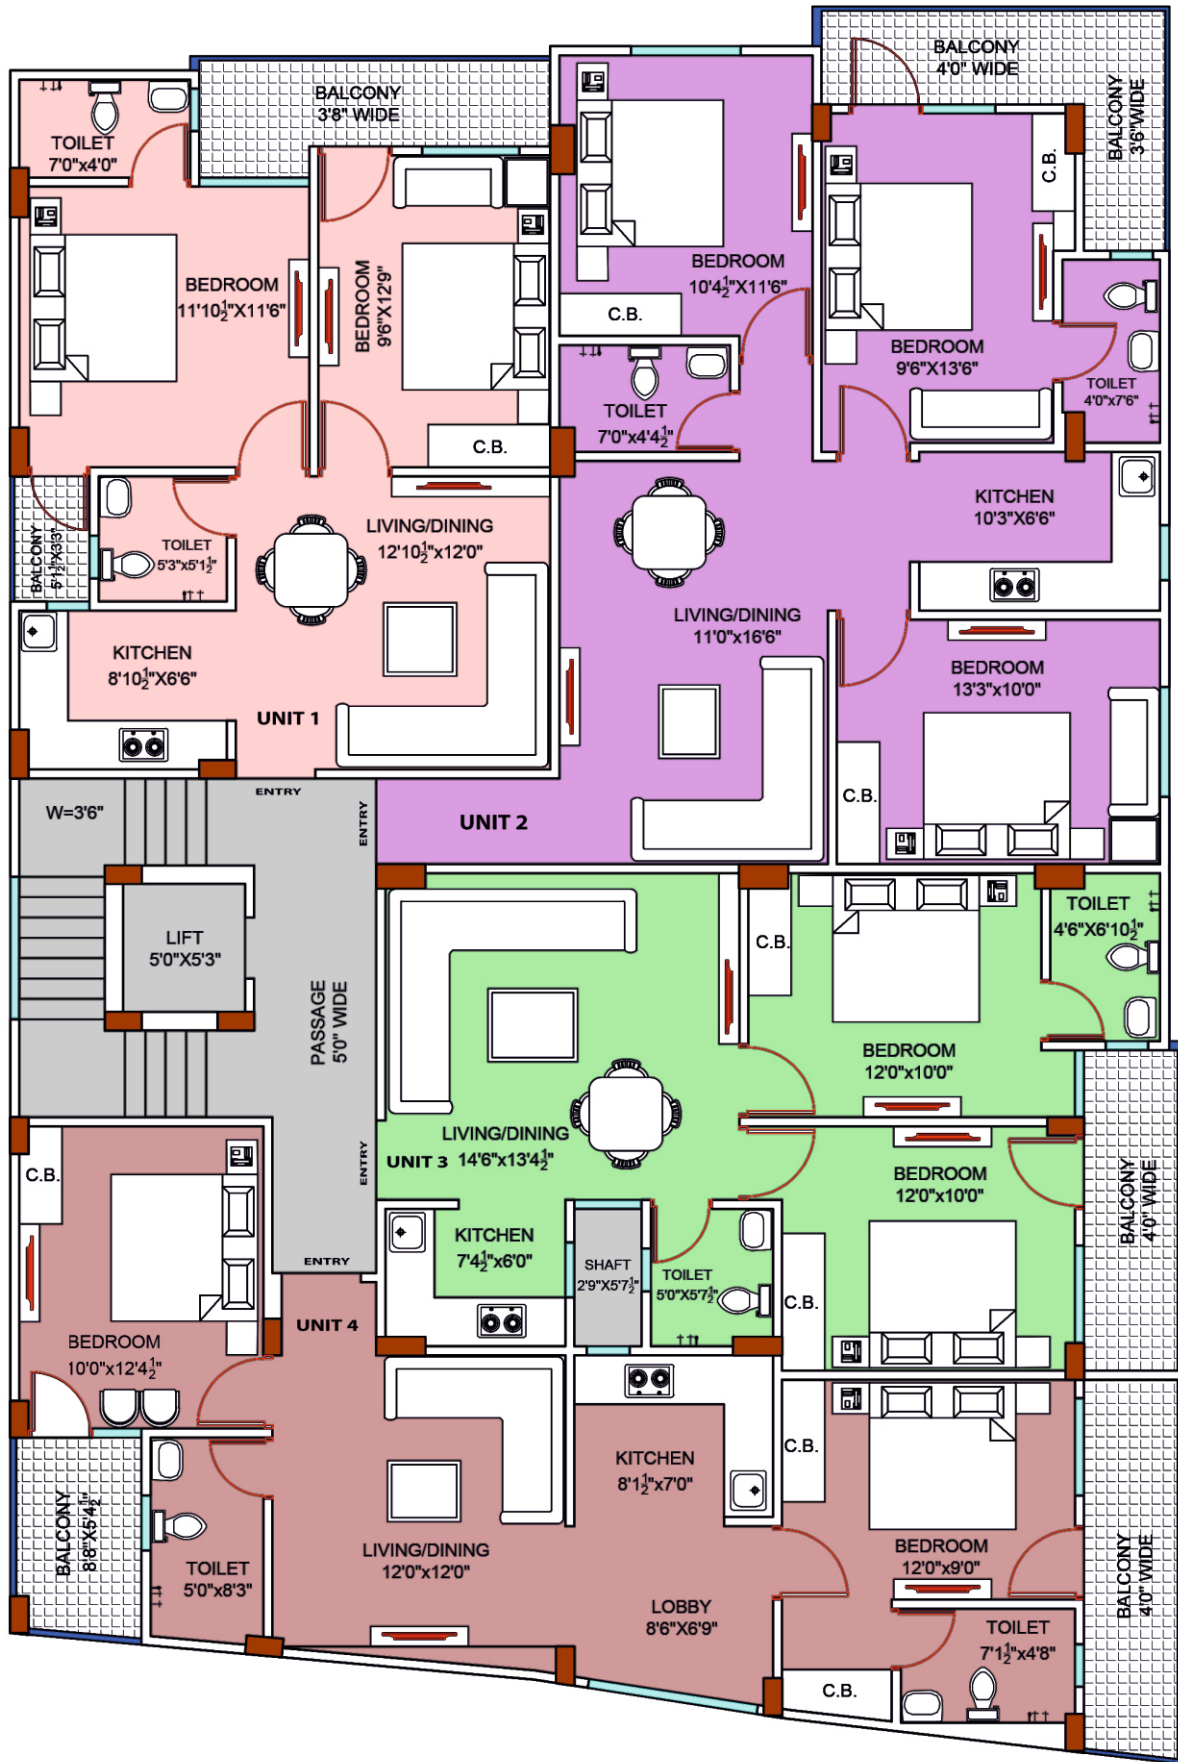 BALCONY
3'8" WIDE
TOILET
7'0"x4'0"
BEDROOM
11'10½"X11'6"
BEDROOM
9'6"X12'9"
C.B.
BALCONY
5'1½"X3'3"
TOILET
5'3"x5'1½"
LIVING/DINING
12'10½"x12'0"
KITCHEN
8'10½"X6'6"
UNIT 1
BALCONY
4'0" WIDE
BALCONY
3'6"WIDE
C.B.
BEDROOM
10'4½"X11'6"
C.B.
BEDROOM
9'6"X13'6"
TOILET
4'0"x7'6"
TOILET
7'0"x4'4½"
KITCHEN
10'3"X6'6"
LIVING/DINING
11'0"x16'6"
BEDROOM
13'3"x10'0"
C.B.
UNIT 2
ENTRY
ENTRY
W=3'6"
LIFT
5'0"X5'3"
PASSAGE
5'0" WIDE
ENTRY
ENTRY
C.B.
TOILET
4'6"X6'10½"
BEDROOM
12'0"x10'0"
LIVING/DINING
UNIT 3 14'6"x13'4½"
BEDROOM
12'0"x10'0"
BALCONY
4'0" WIDE
KITCHEN
7'4½"x6'0"
SHAFT
2'9"X5'7½"
TOILET
5'0"X5'7½"
C.B.
C.B.
UNIT 4
BEDROOM
10'0"x12'4½"
BALCONY
8'8"X5'4½"
TOILET
5'0"x8'3"
LIVING/DINING
12'0"x12'0"
KITCHEN
8'1½"x7'0"
C.B.
BEDROOM
12'0"x9'0"
BALCONY
4'0" WIDE
LOBBY
8'6"X6'9"
TOILET
7'1½"x4'8"
C.B.